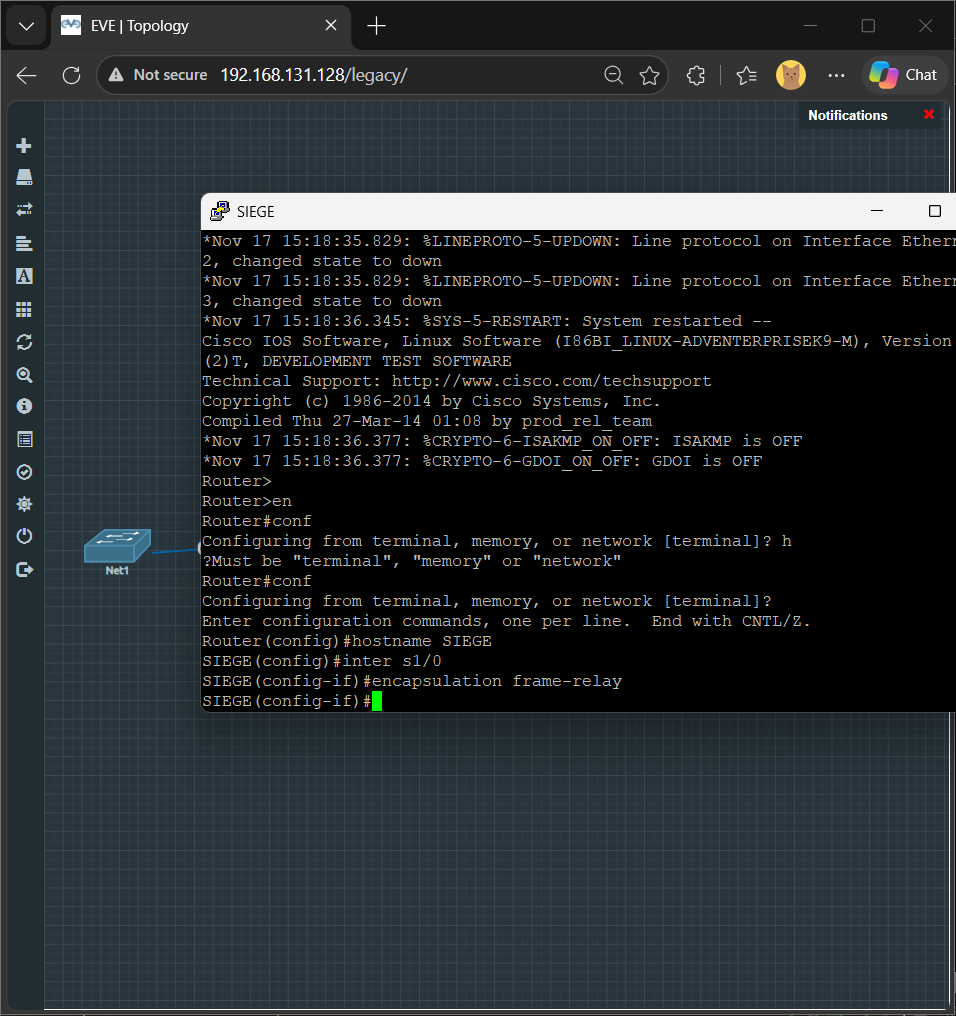 EVE | Topology
Not secure 192.168.131.128/legacy/
Chat
Notifications
SIEGE
*Nov 17 15:18:35.829: %LINEPROTO-5-UPDOWN: Line protocol on Interface Ethern
2, changed state to down
*Nov 17 15:18:35.829: %LINEPROTO-5-UPDOWN: Line protocol on Interface Ethern
3, changed state to down
*Nov 17 15:18:36.345: %SYS-5-RESTART: System restarted --
Cisco IOS Software, Linux Software (I86BI_LINUX-ADVENTERPRISEK9-M), Version
(2)T, DEVELOPMENT TEST SOFTWARE
Technical Support: http://www.cisco.com/techsupport
Copyright (c) 1986-2014 by Cisco Systems, Inc.
Compiled Thu 27-Mar-14 01:08 by prod_rel_team
*Nov 17 15:18:36.377: %CRYPTO-6-ISAKMP_ON_OFF: ISAKMP is OFF
*Nov 17 15:18:36.377: %CRYPTO-6-GDOI_ON_OFF: GDOI is OFF
Router>
Router>en
Router#conf
Configuring from terminal, memory, or network [terminal]? h
?Must be "terminal", "memory" or "network"
Router#conf
Configuring from terminal, memory, or network [terminal]?
Enter configuration commands, one per line.  End with CNTL/Z.
Router(config)#hostname SIEGE
SIEGE(config)#inter s1/0
SIEGE(config-if)#encapsulation frame-relay
SIEGE(config-if)#
Net1